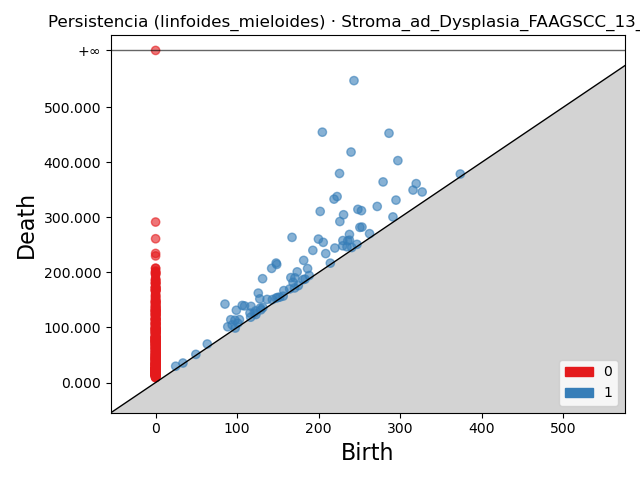 Persistencia (linfoides_mieloides) · Stroma_ad_Dysplasia_FAAGSCC_13_
+∞
500.000
400.000
300.000
200.000
100.000
0.000
Death
0
1
0 100 200 300 400 500
Birth